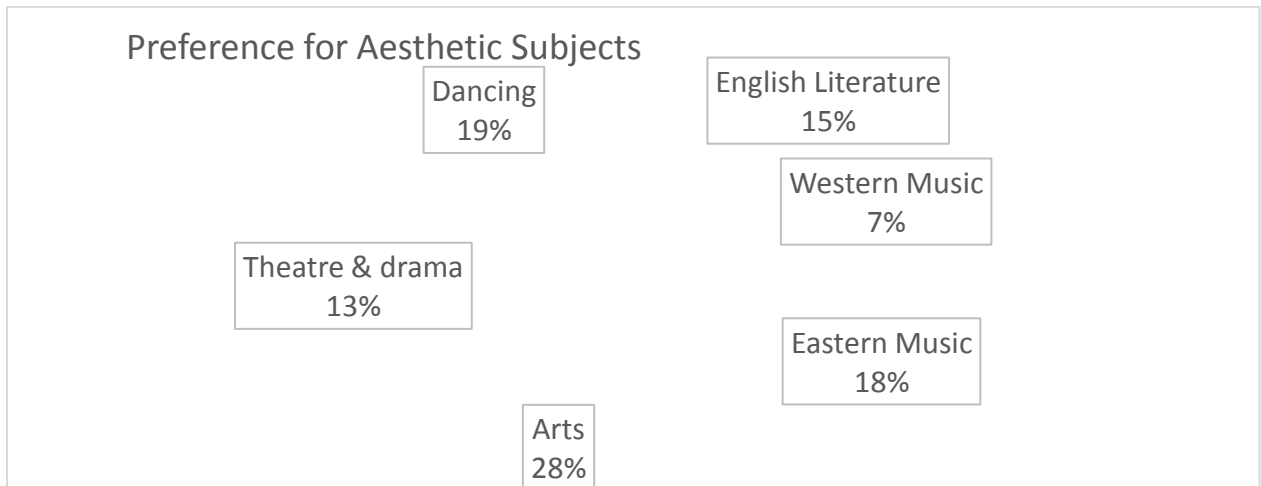 Preference for Aesthetic Subjects
Dancing
19%
English Literature
15%
Western Music
7%
Theatre & drama
13%
Eastern Music
18%
Arts
28%